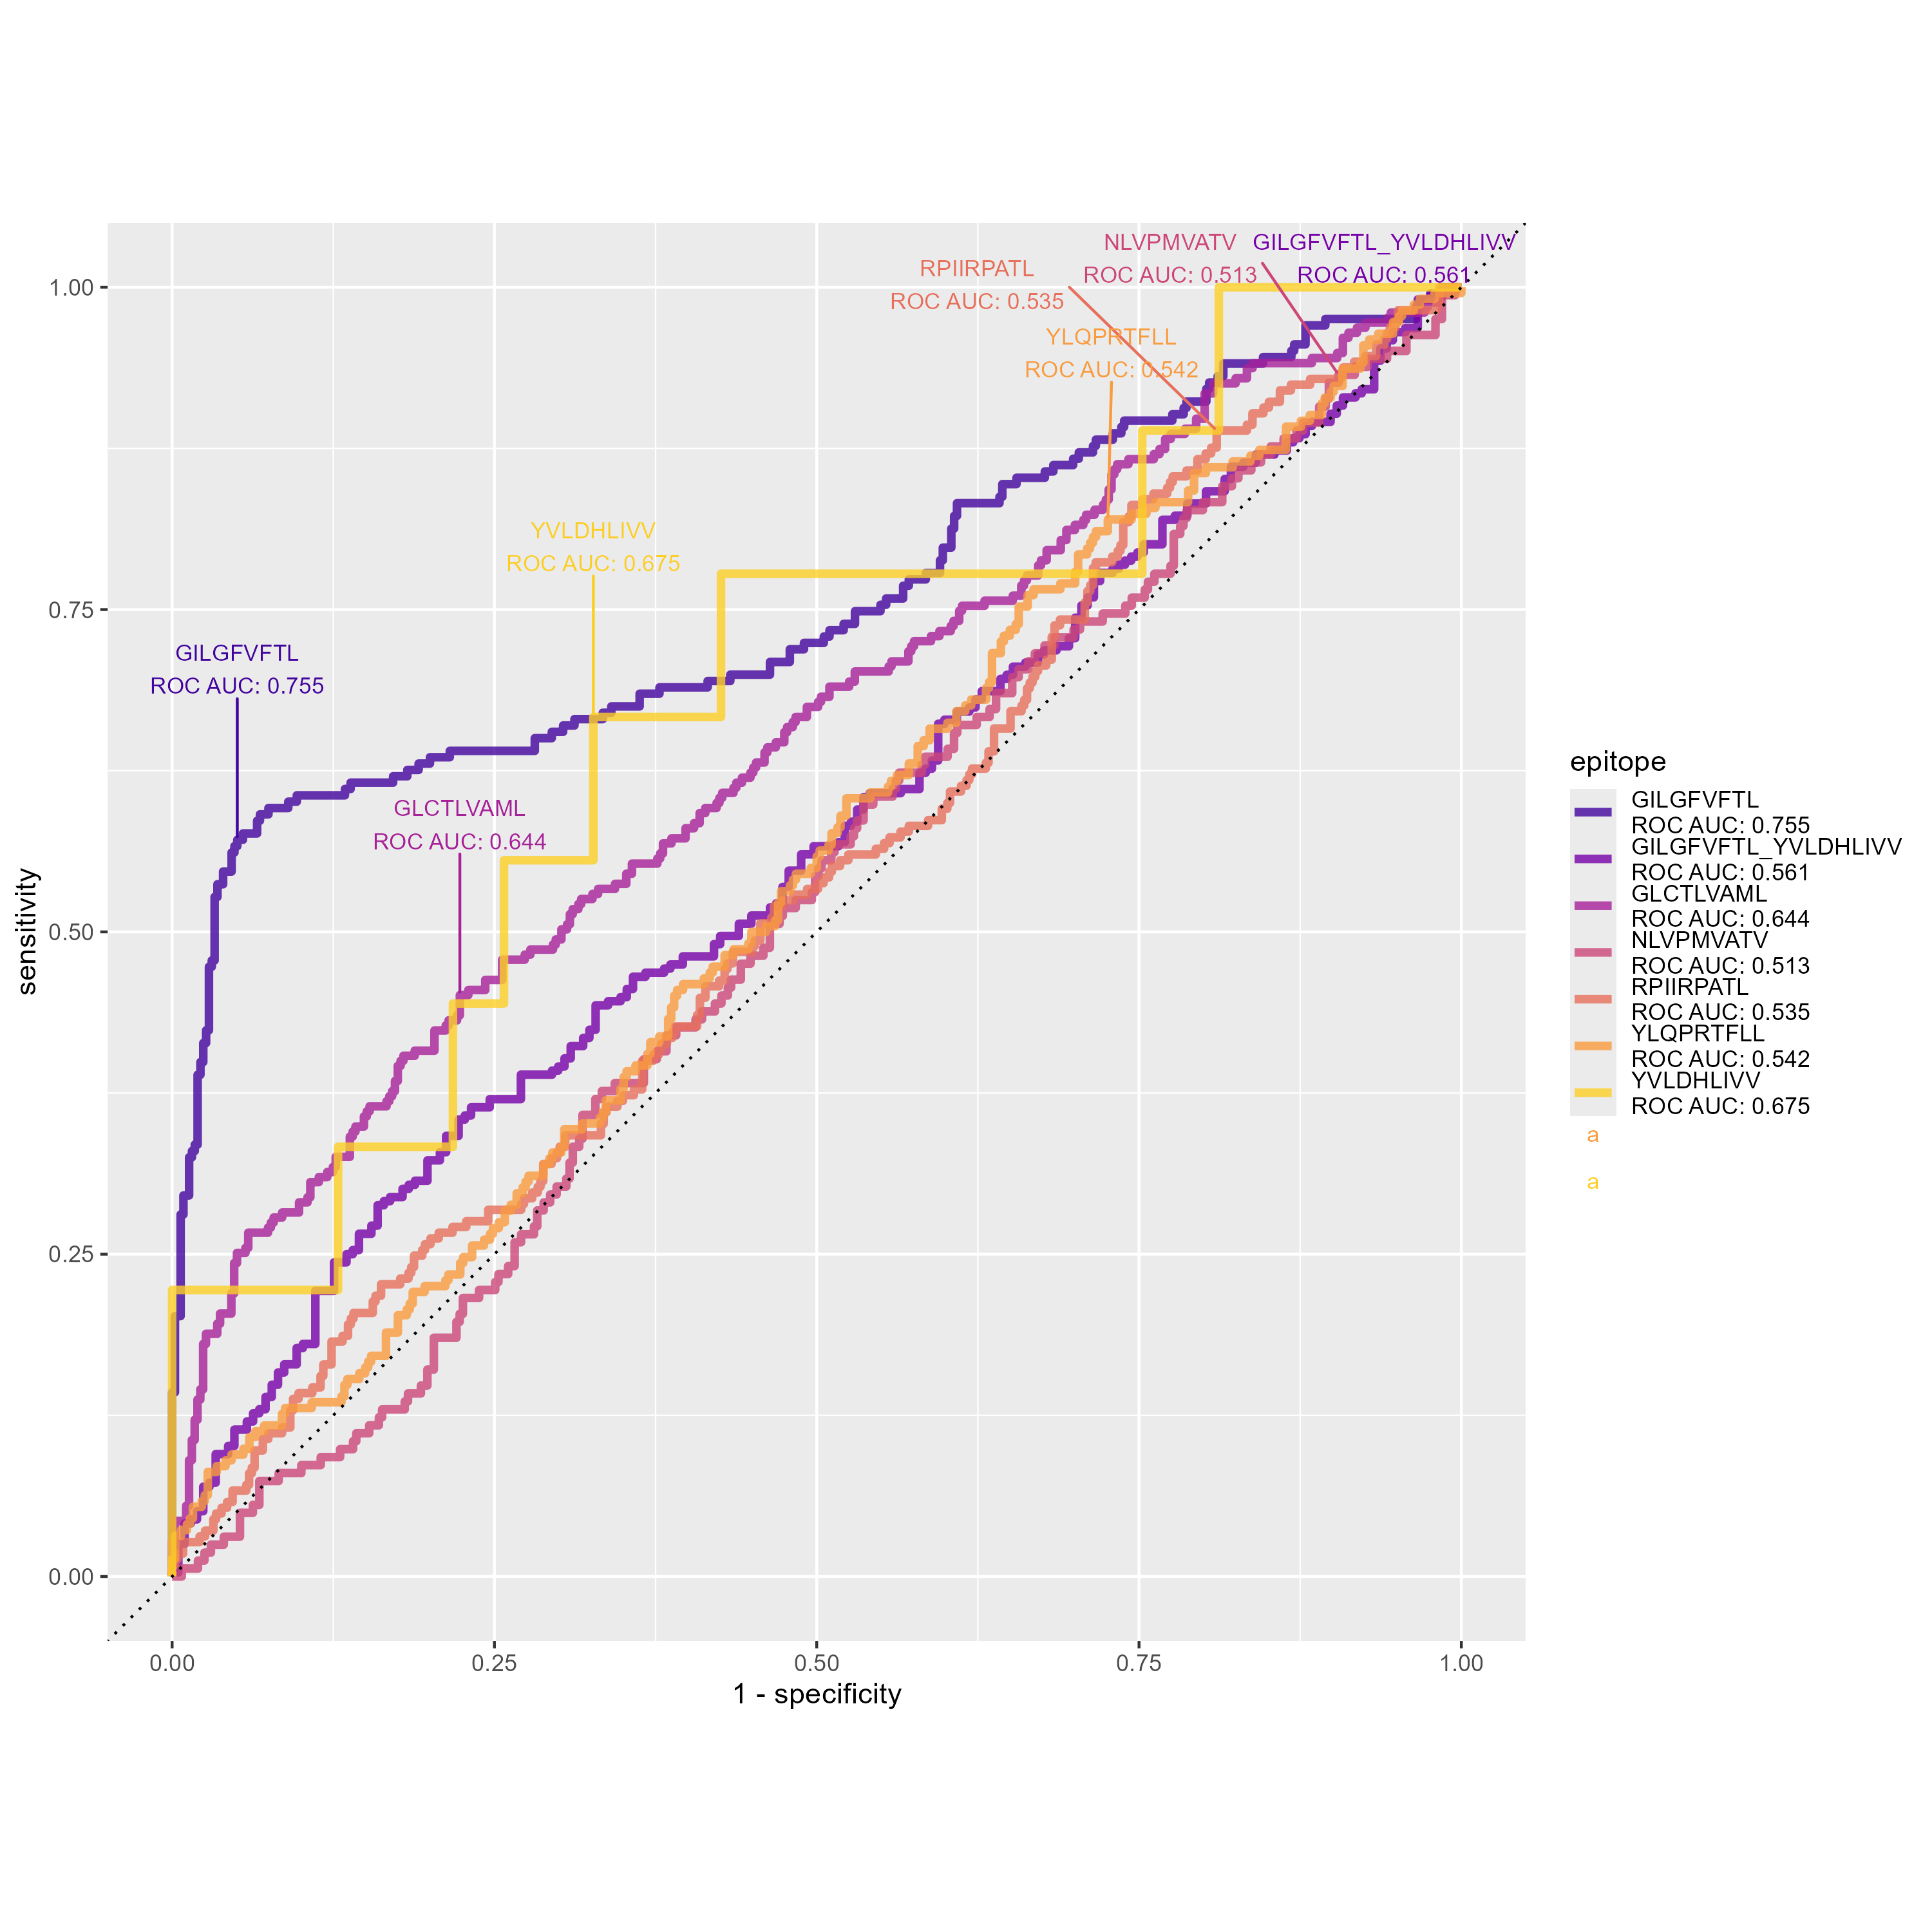 NLVPMVATV
ROC AUC: 0.513
GILGFVFTL_YVLDHLIVV
ROC AUC: 0.561
RPIIRPATL
ROC AUC: 0.535
YLQPRTFLL
ROC AUC: 0.542
YVLDHLIVV
ROC AUC: 0.675
GILGFVFTL
ROC AUC: 0.755
GLCTLVAML
ROC AUC: 0.644
1.00
0.75
0.50
0.25
0.00
sensitivity
0.00
0.25
0.50
0.75
1.00
1 - specificity
epitope
GILGFVFTL
ROC AUC: 0.755
GILGFVFTL_YVLDHLIVV
ROC AUC: 0.561
GLCTLVAML
ROC AUC: 0.644
NLVPMVATV
ROC AUC: 0.513
RPIIRPATL
ROC AUC: 0.535
YLQPRTFLL
ROC AUC: 0.542
YVLDHLIVV
ROC AUC: 0.675
a
a